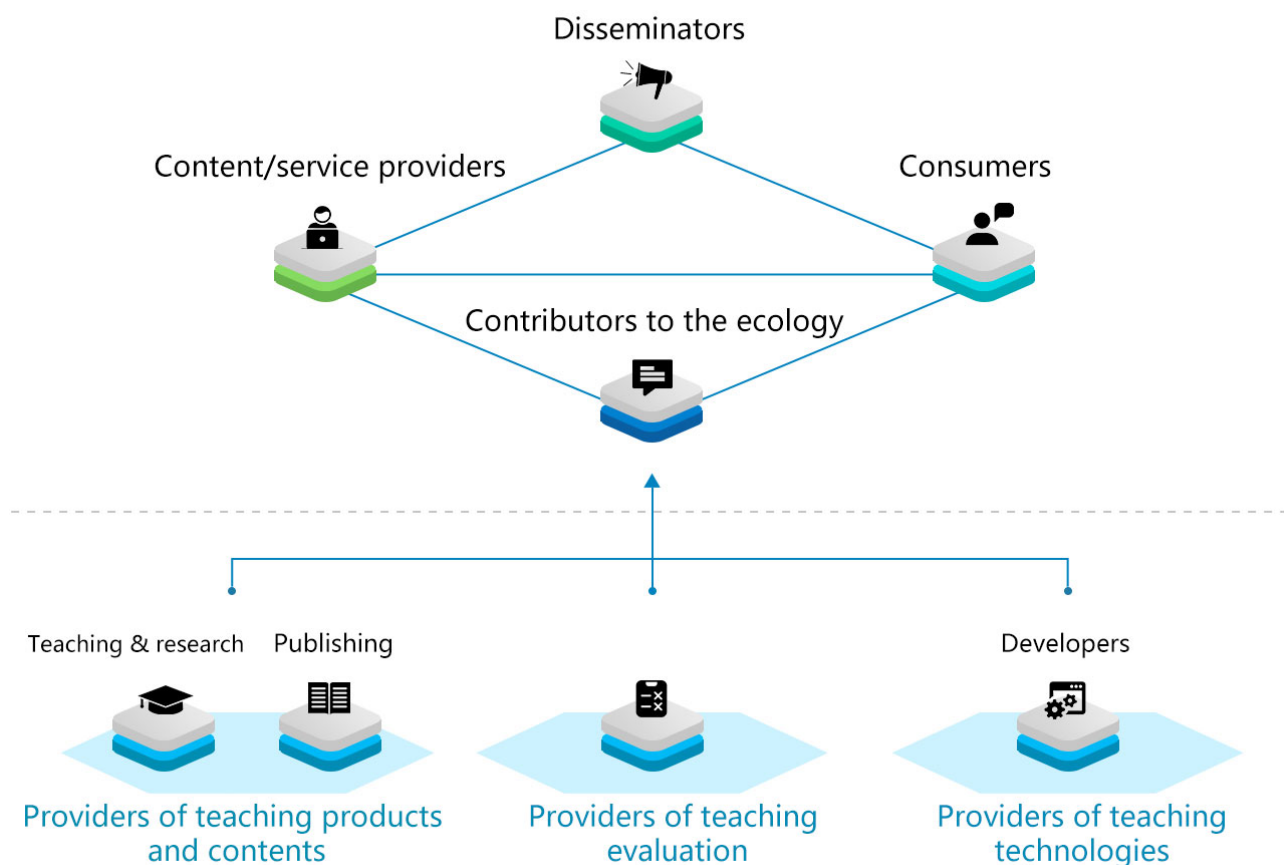 Disseminators
Content/service providers
Consumers
Contributors to the ecology
Teaching & research
Publishing
Developers
Providers of teaching products
and contents
Providers of teaching
evaluation
Providers of teaching
technologies